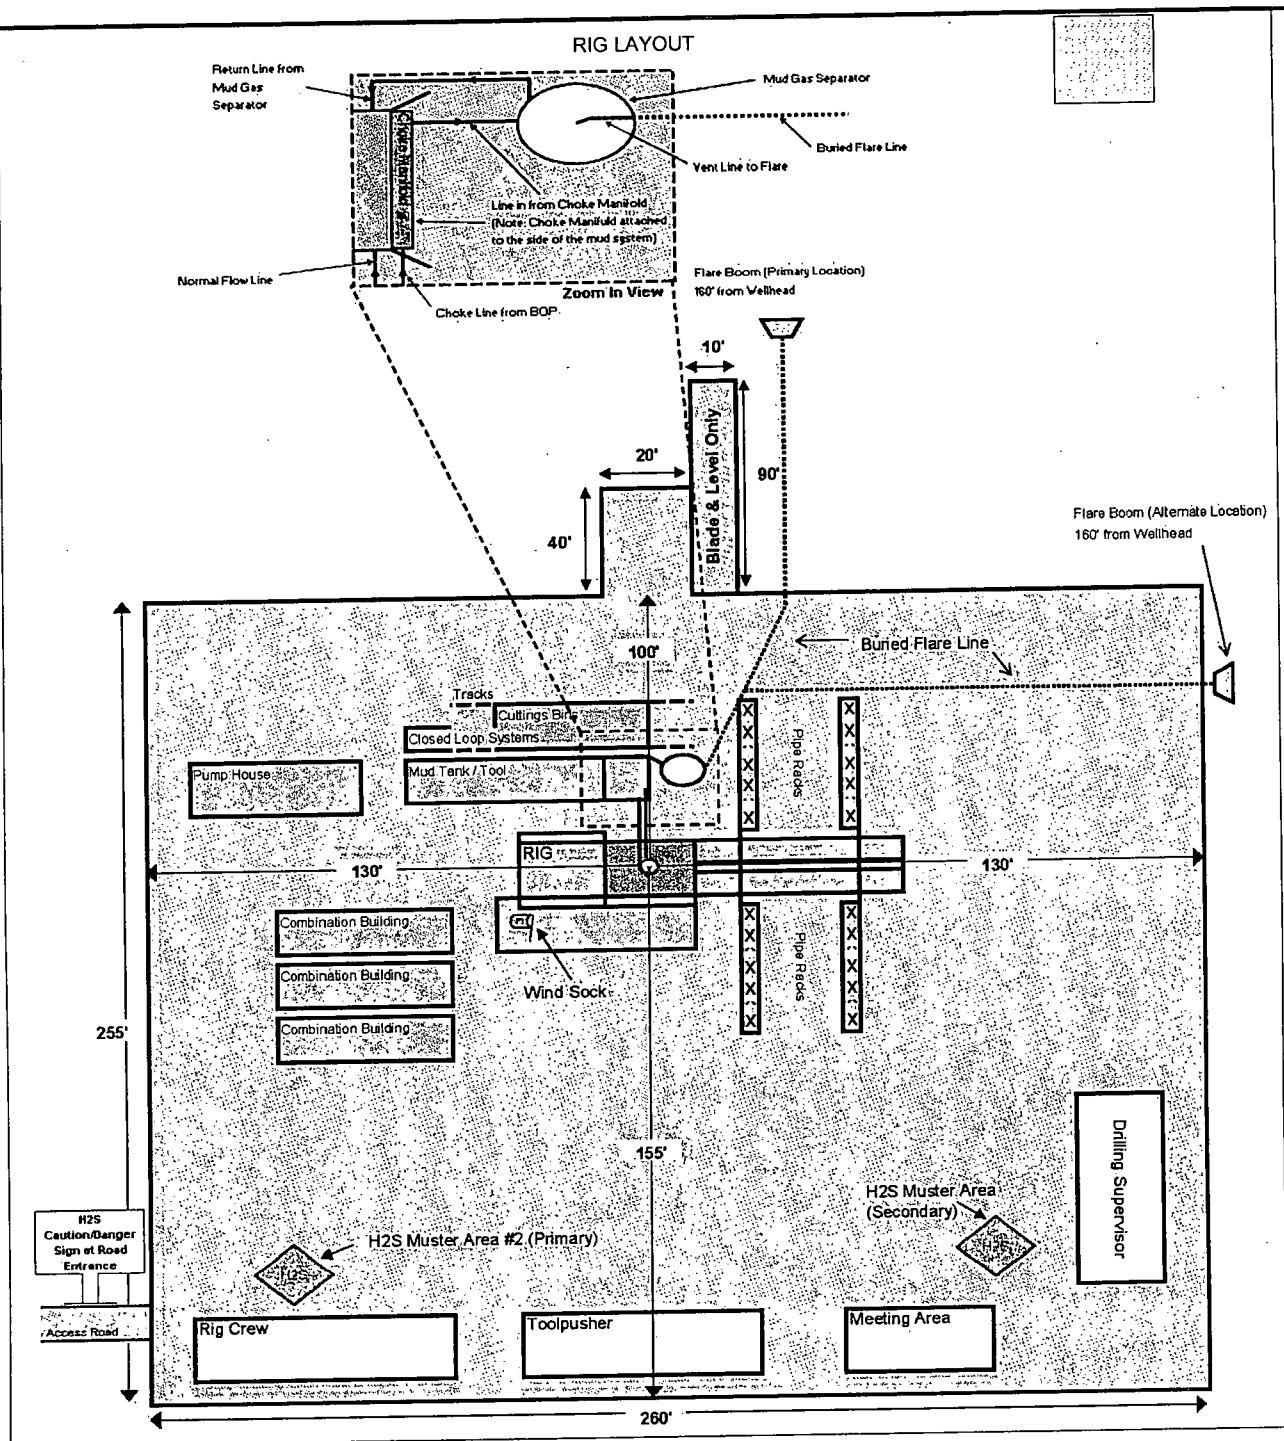 RIG LAYOUT
Return Line from
Mud Gas
Separator
Mud Gas Separator
Buried Flare Line
Vent Line to Flare
Choke Manifold
Line in from Choke Manifold
(Note: Choke Manifold attached
to the side of the mud system)
Normal Flow Line
Choke Line from BOP
Zoom In View
Flare Boom (Primary Location)
160' from Wellhead
10'
Blade & Level Only
90'
20'
40'
Flare Boom (Alternate Location)
160' from Wellhead
100'
Buried Flare Line
Tracks
Cuttings Bin
Closed Loop Systems
Mud Tank / Tool
Pump House
Pipe Racks
X
X
X
X
X
X
X
X
X
X
RIG
130'
130'
Combination Building
Combination Building
Combination Building
Wind Sock
Pipe Racks
X
X
X
X
X
X
X
X
X
X
255'
155'
Drilling Supervisor
H2S Muster Area
(Secondary)
H2S
H2S Muster Area #2 (Primary)
H2S
H2S
Caution/Danger
Sign at Road
Entrance
Access Road
Rig Crew
Toolpusher
Meeting Area
260'